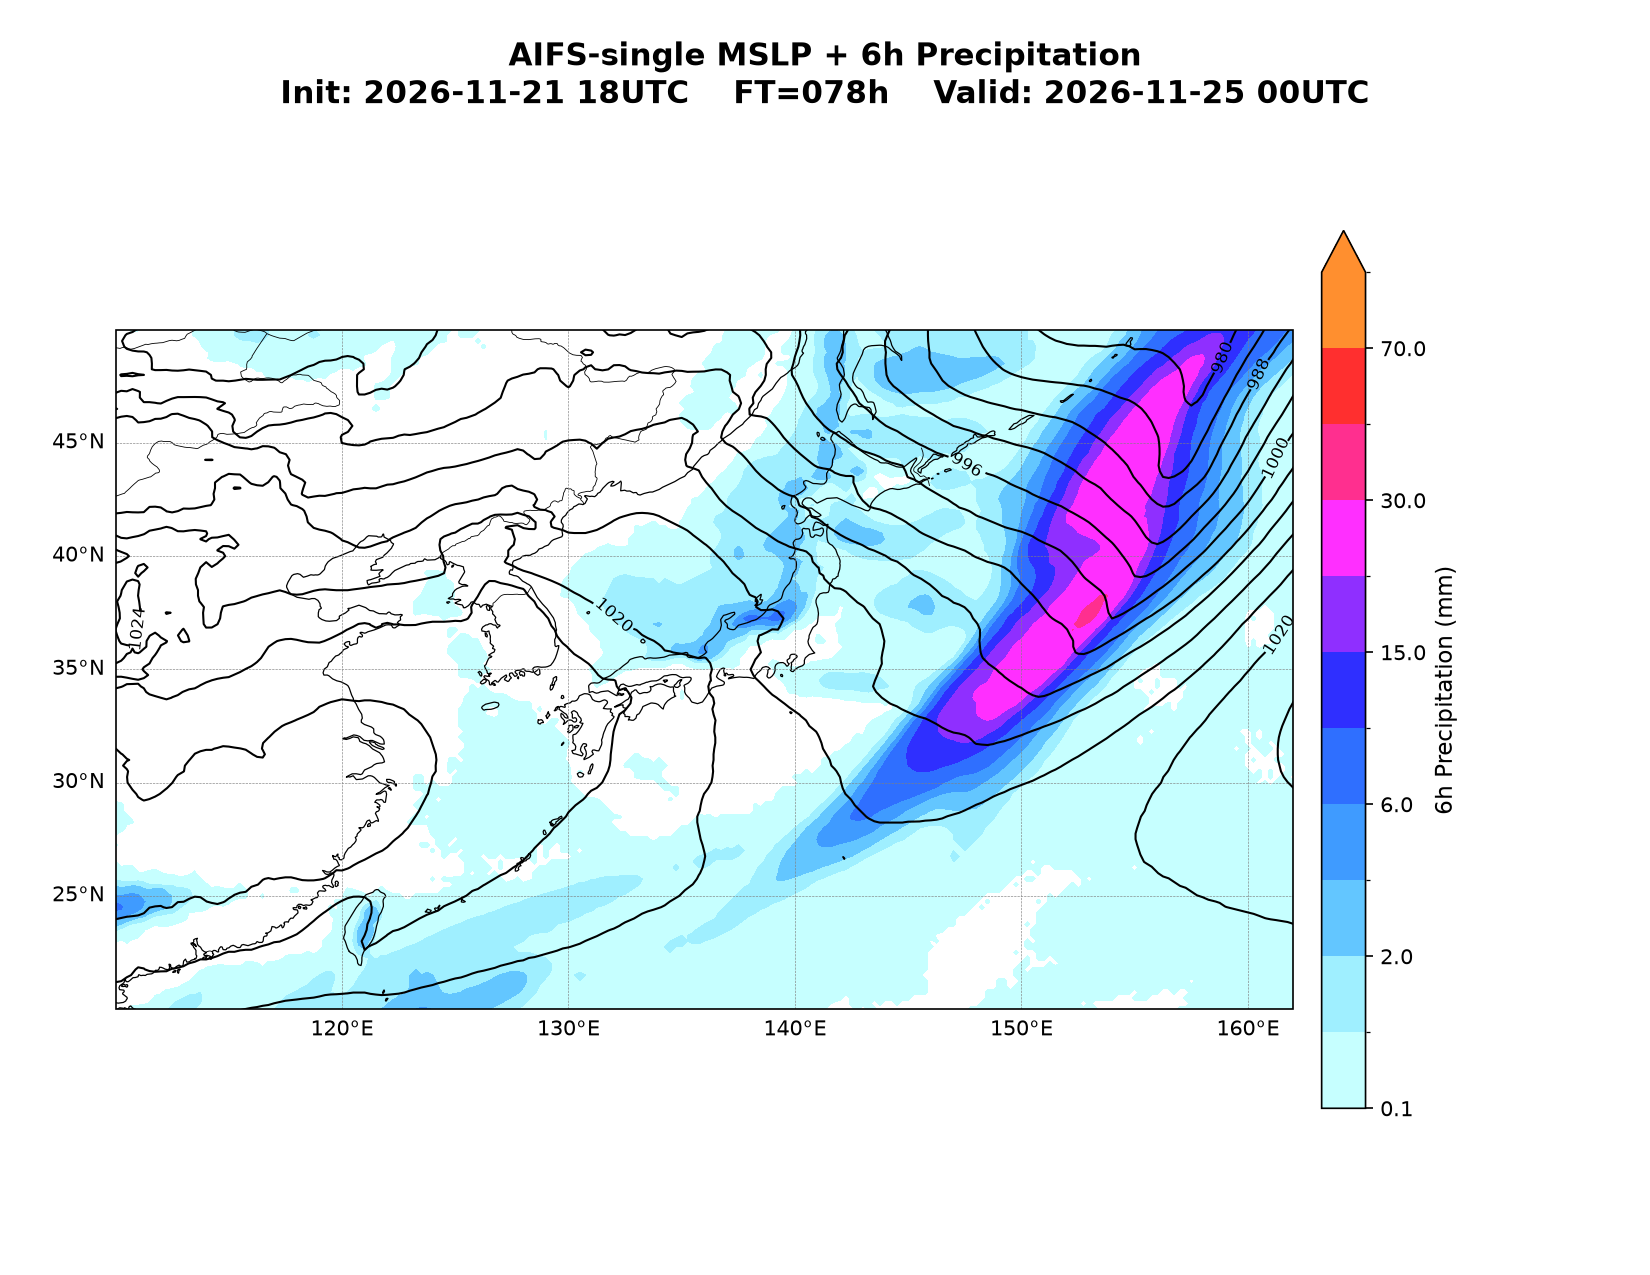 AIFS-single MSLP + 6h Precipitation
Init: 2026-11-21 18UTC    FT=078h    Valid: 2026-11-25 00UTC
45°N
40°N
35°N
30°N
25°N
120°E
130°E
140°E
150°E
160°E
980
988
996
1000
1020
1020
1024
70.0
30.0
15.0
6.0
2.0
0.1
6h Precipitation (mm)